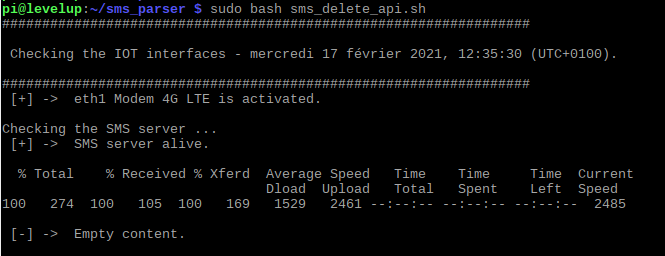 pi@levelup:~/sms_parser $ sudo bash sms_delete_api.sh
##################################################################
 Checking the IOT interfaces - mercredi 17 février 2021, 12:35:30 (UTC+0100).
##################################################################
 [+] ->  eth1 Modem 4G LTE is activated.
Checking the SMS server ...
 [+] ->  SMS server alive.
  % Total    % Received % Xferd  Average Speed   Time    Time     Time  Current
                                 Dload  Upload   Total   Spent    Left  Speed
100   274  100   105  100   169   1529   2461 --:--:-- --:--:-- --:--:--  2485
 [-] ->  Empty content.